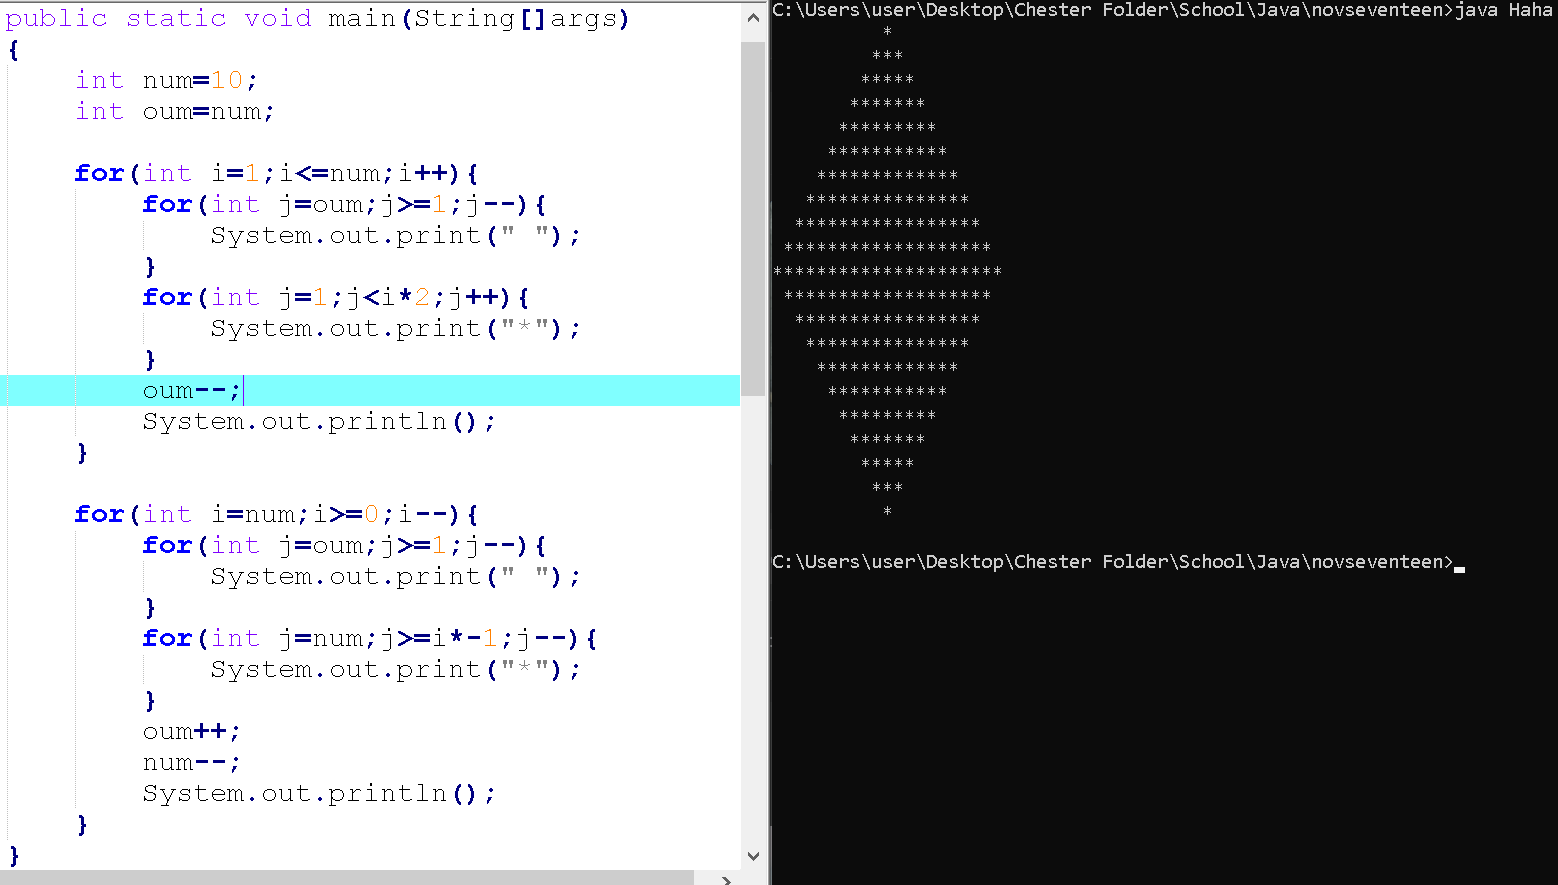 public static void main(String[]args)
{
int num=10;
int oum=num;
for(int i=1;i<=num;i++){
for(int j=oum;j>=1;j--){
System.out.print(" ");
}
for(int j=1;j<i*2;j++){
System.out.print("*");
}
oum--;
System.out.println();
}
for(int i=num;i>=0;i--){
for(int j=oum;j>=1;j--){
System.out.print(" ");
}
for(int j=num;j>=i*-1;j--){
System.out.print("*");
}
oum++;
num--;
System.out.println();
}
}
C:\Users\user\Desktop\Chester Folder\School\Java\novseventeen>java Haha
*
***
*****
*******
*********
***********
*************
***************
*****************
*******************
*********************
*******************
*****************
***************
*************
***********
*********
*******
*****
***
*
C:\Users\user\Desktop\Chester Folder\School\Java\novseventeen>